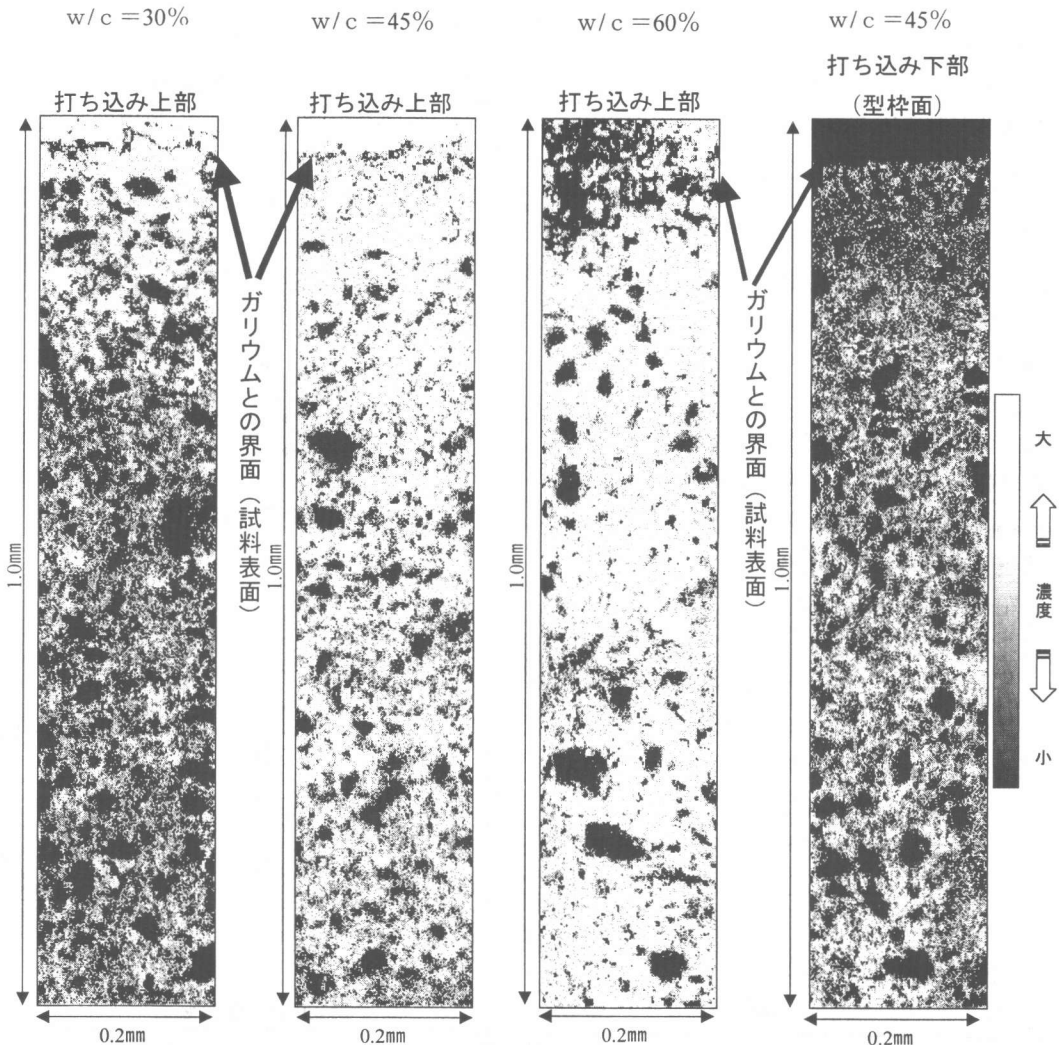 w/c=30%
w/c=45%
w/c=60%
w/c=45%
打ち込み上部
打ち込み上部
打ち込み上部
打ち込み下部
(型枠面)
1.0mm
ガリウムとの界面(試料表面)
1.0mm
1.0mm
ガリウムとの界面(試料表面)
1.0mm
大
濃度
小
0.2mm
0.2mm
0.2mm
0.2mm